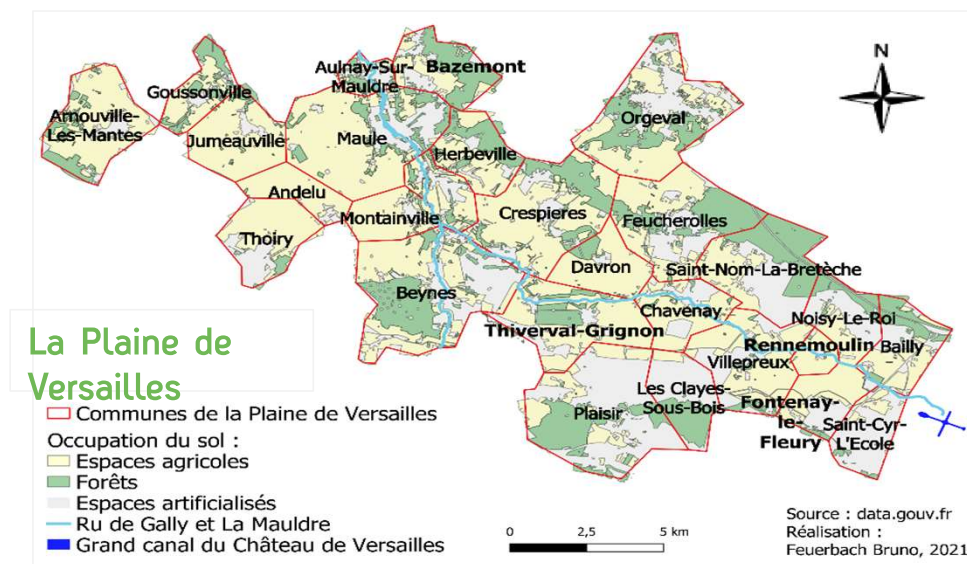 N
Aulnay-Sur-
Mauldre
Bazemont
Goussonville
Arnouville-
Les-Mantes
Orgeval
Jumeauville
Maule
Herbeville
Andelu
Montainville
Crespieres
Feucherolles
Thoiry
Davron
Saint-Nom-La-Bretèche
Beynes
Chavenay
Noisy-Le-Roi
Thiverval-Grignon
Rennemoulin
Bailly
Villepreux
Les Clayes-
Sous-Bois
Plaisir
Fontenay-
le-
Fleury
Saint-Cyr-
L'Ecole
La Plaine de
Versailles
Communes de la Plaine de Versailles
Occupation du sol :
Espaces agricoles
Forêts
Espaces artificialisés
Ru de Gally et La Mauldre
Grand canal du Château de Versailles
0 2,5 5 km
Source : data.gouv.fr
Réalisation :
Feuerbach Bruno, 2021